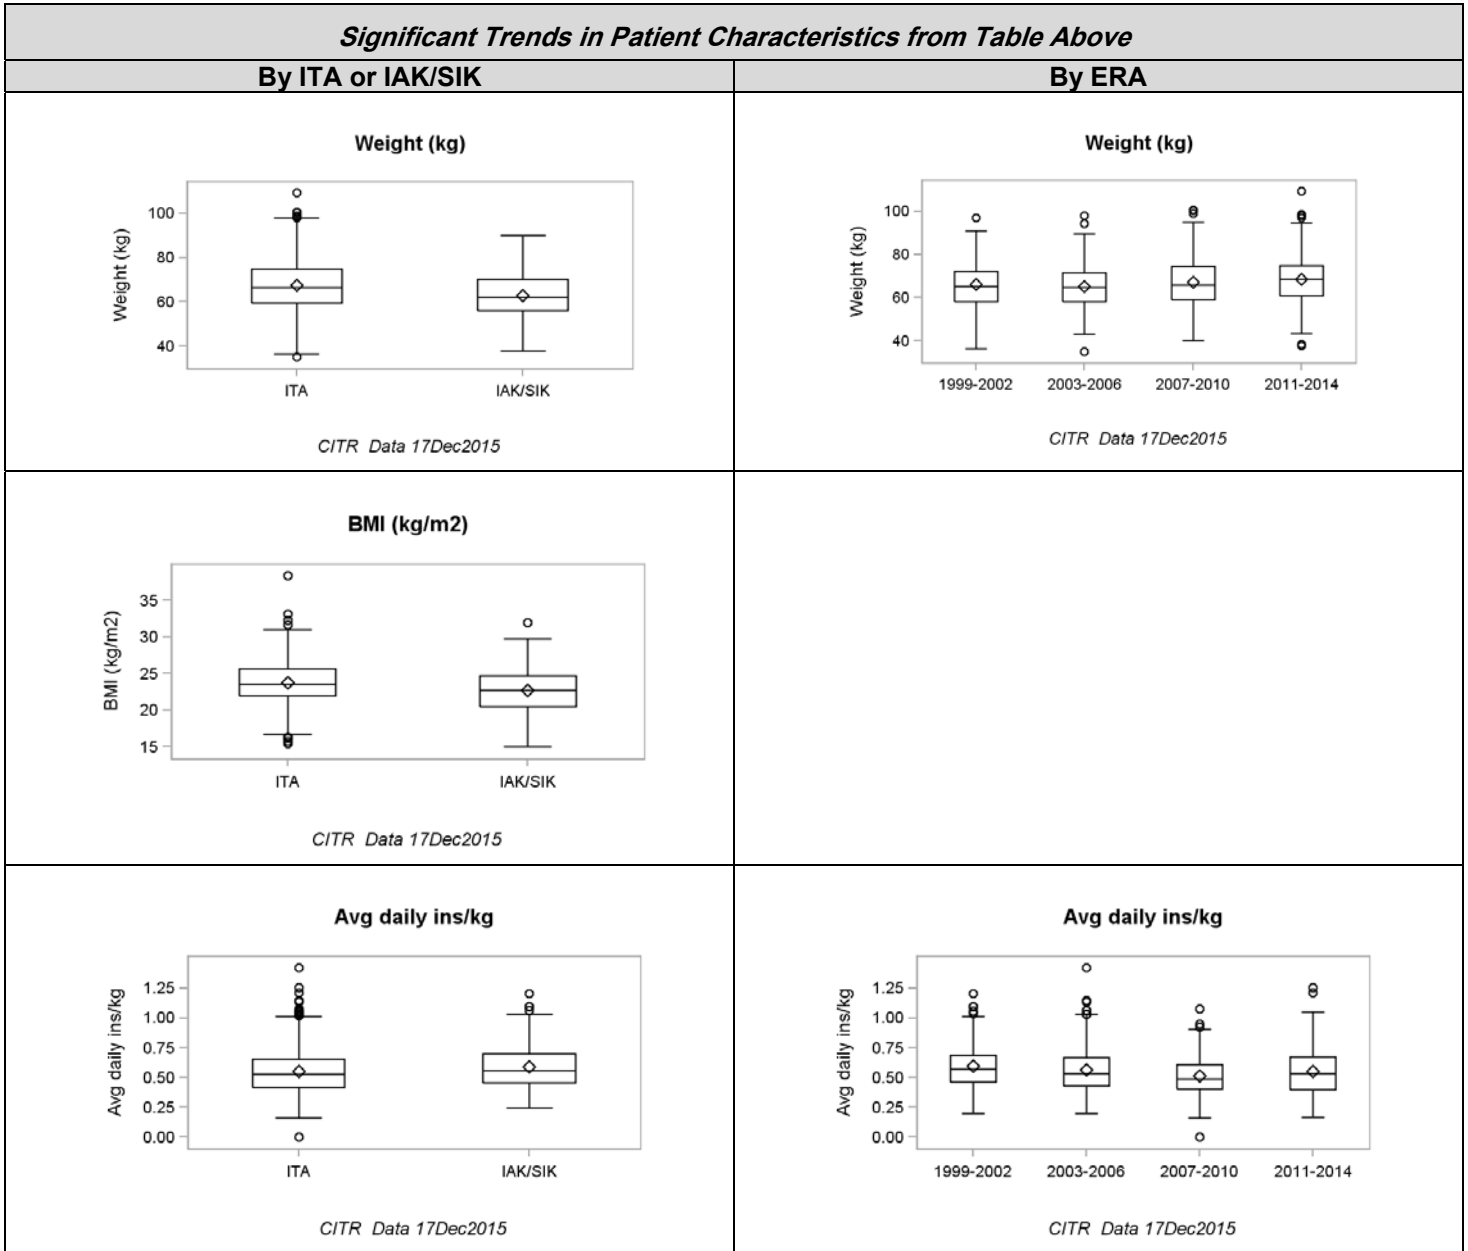 Significant Trends in Patient Characteristics from Table Above
By ITA or IAK/SIK
By ERA
Weight (kg)
Weight (kg)
100
80
60
40
ITA
IAK/SIK
CITR Data 17Dec2015
Weight (kg)
Weight (kg)
100
80
60
40
1999-2002
2003-2006
2007-2010
2011-2014
CITR Data 17Dec2015
BMI (kg/m2)
BMI (kg/m2)
35
30
25
20
15
ITA
IAK/SIK
CITR Data 17Dec2015
Avg daily ins/kg
Avg daily ins/kg
1.25
1.00
0.75
0.50
0.25
0.00
ITA
IAK/SIK
CITR Data 17Dec2015
Avg daily ins/kg
Avg daily ins/kg
1.25
1.00
0.75
0.50
0.25
0.00
1999-2002
2003-2006
2007-2010
2011-2014
CITR Data 17Dec2015